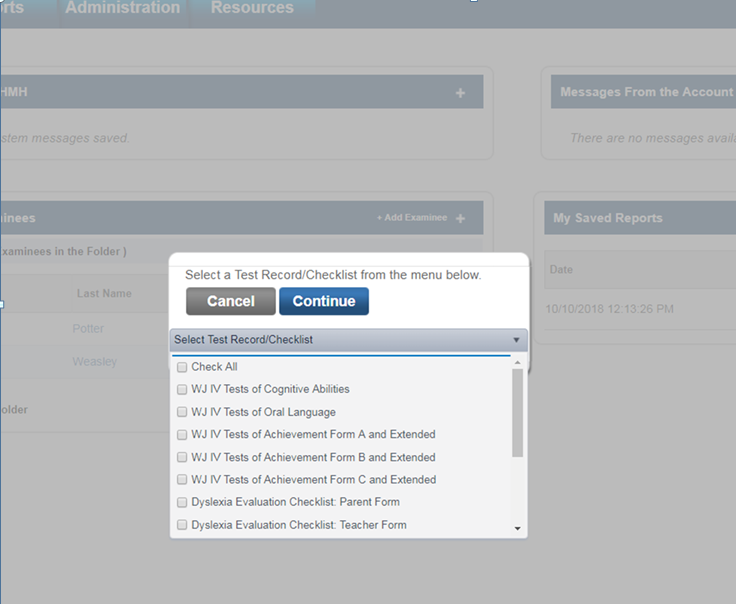 rts Administration Resources
HMH +
Messages From the Account
stem messages saved.
There are no messages availa
inees + Add Examinee +
My Saved Reports
xaminees in the Folder )
Date
Last Name
10/10/2018 12:13:26 PM
Potter
Weasley
older
Select a Test Record/Checklist from the menu below.
Cancel Continue
Select Test Record/Checklist
Check All
WJ IV Tests of Cognitive Abilities
WJ IV Tests of Oral Language
WJ IV Tests of Achievement Form A and Extended
WJ IV Tests of Achievement Form B and Extended
WJ IV Tests of Achievement Form C and Extended
Dyslexia Evaluation Checklist: Parent Form
Dyslexia Evaluation Checklist: Teacher Form